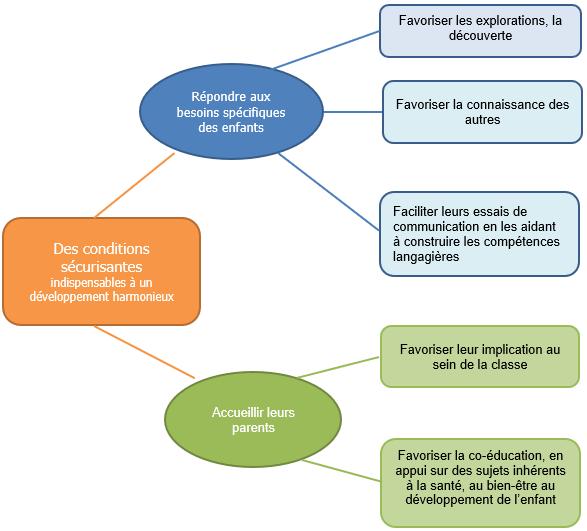 Favoriser les explorations, la
découverte
Répondre aux
besoins spécifiques
des enfants
Favoriser la connaissance des
autres
Faciliter leurs essais de
communication en les aidant
à construire les compétences
langagières
Des conditions
sécurisantes
indispensables à un
développement harmonieux
Favoriser leur implication au
sein de la classe
Accueillir leurs
parents
Favoriser la co-éducation, en
appui sur des sujets inhérents
à la santé, au bien-être au
développement de l'enfant